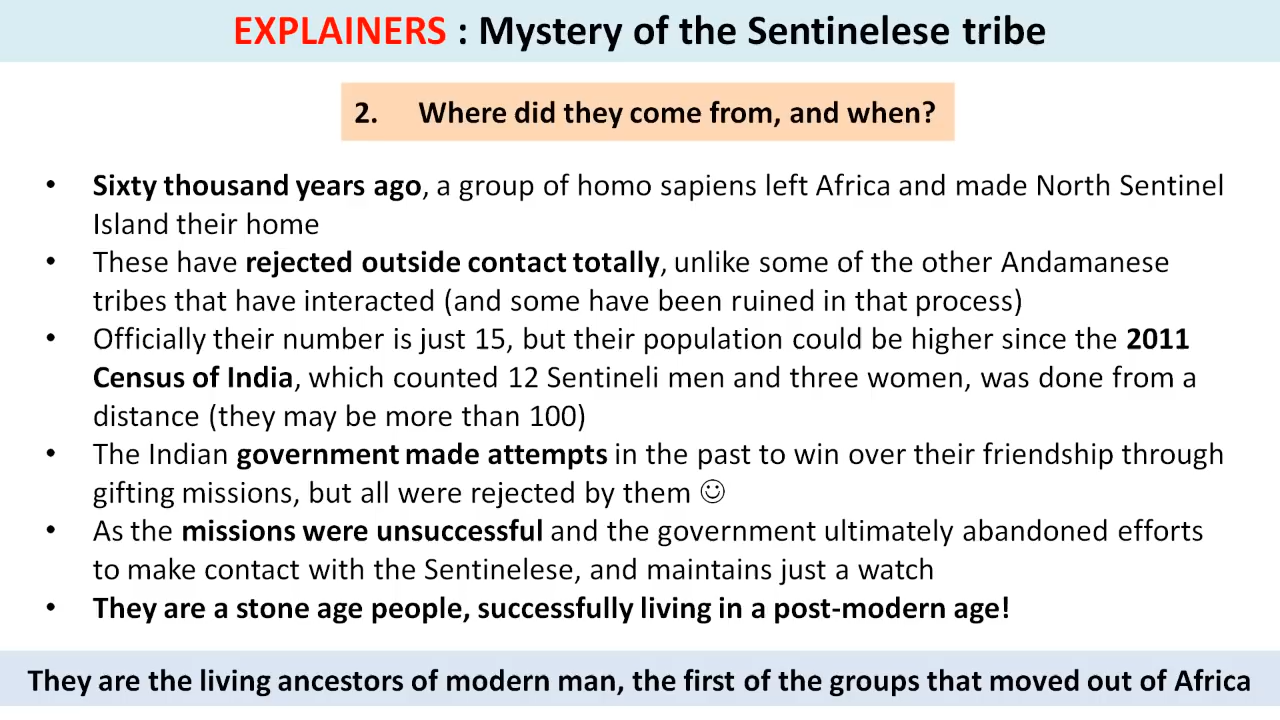 EXPLAINERS : Mystery of the Sentinelese tribe
2. Where did they come from, and when?
• Sixty thousand years ago, a group of homo sapiens left Africa and made North Sentinel
Island their home
• These have rejected outside contact totally, unlike some of the other Andamanese
tribes that have interacted (and some have been ruined in that process)
• Officially their number is just 15, but their population could be higher since the 2011
Census of India, which counted 12 Sentineli men and three women, was done from a
distance (they may be more than 100)
• The Indian government made attempts in the past to win over their friendship through
gifting missions, but all were rejected by them ☺
• As the missions were unsuccessful and the government ultimately abandoned efforts
to make contact with the Sentinelese, and maintains just a watch
• They are a stone age people, successfully living in a post-modern age!
They are the living ancestors of modern man, the first of the groups that moved out of Africa